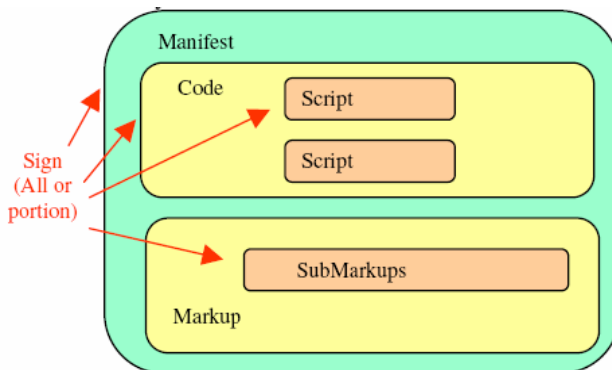 Manifest
Code
Script
Script
Sign
(All or
portion)
SubMarkups
Markup